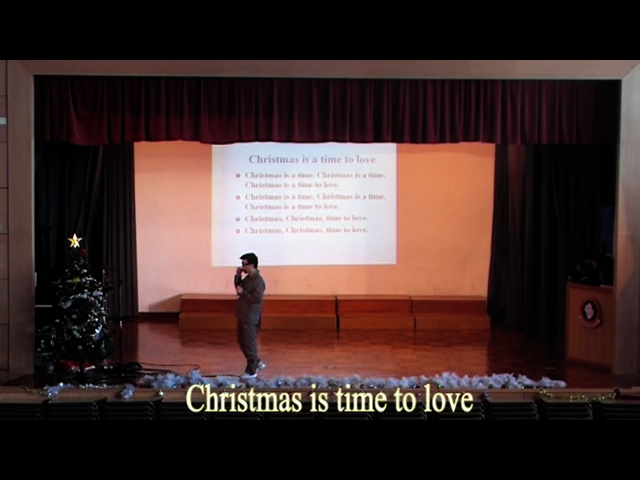 Christmas is a time to love
Christmas is a time, Christmas is a time,
Christmas is a time to love.
Christmas is a time, Christmas is a time,
Christmas is a time to love.
Christmas, Christmas, time to love.
Christmas, Christmas, time to love.
Christmas is time to love